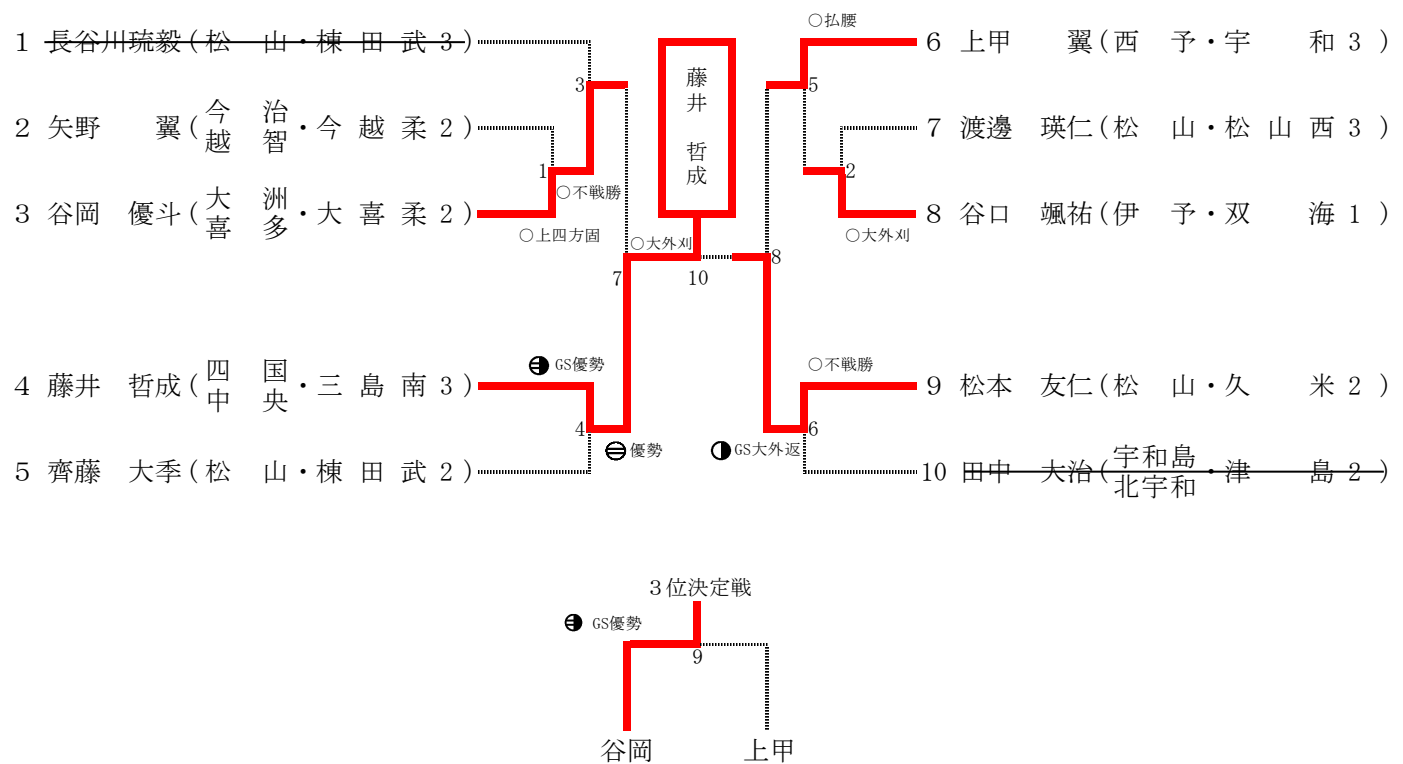 ○払腰
1 長谷川琉毅(松 山・棟田武3)
6 上甲 翼(西 予・宇 和3)
藤井 哲成
3
5
2 矢野 翼(今治越智・今越柔2)
7 渡邊 瑛仁(松 山・松山西3)
1
2
○不戦勝
3 谷岡 優斗(大洲喜多・大喜柔2)
8 谷口 颯祐(伊 予・双 海1)
○上四方固
○大外刈
○大外刈
7
10
8
GS優勢
○不戦勝
4 藤井 哲成(四国中央・三島南3)
9 松本 友仁(松 山・久 米2)
4
6
優勢
GS大外返
5 齊藤 大季(松 山・棟田武2)
10 田中 大治(宇和島北宇和・津 島2)
3位決定戦
GS優勢
9
谷岡
上甲